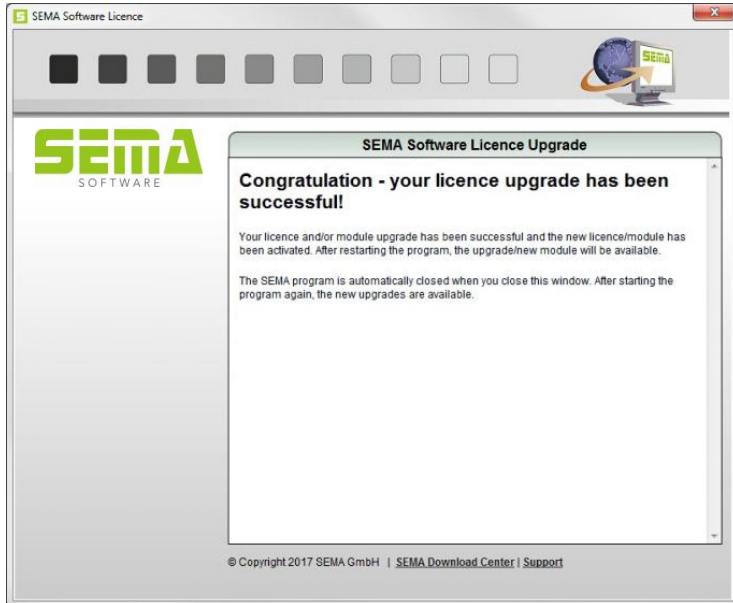 SEMA Software Licence
SEMA
SEMA
SOFTWARE
SEMA Software Licence Upgrade
Congratulation - your licence upgrade has been
successful!
Your licence and/or module upgrade has been successful and the new licence/module has
been activated. After restarting the program, the upgrade/new module will be available.
The SEMA program is automatically closed when you close this window. After starting the
program again, the new upgrades are available.
© Copyright 2017 SEMA GmbH | SEMA Download Center | Support